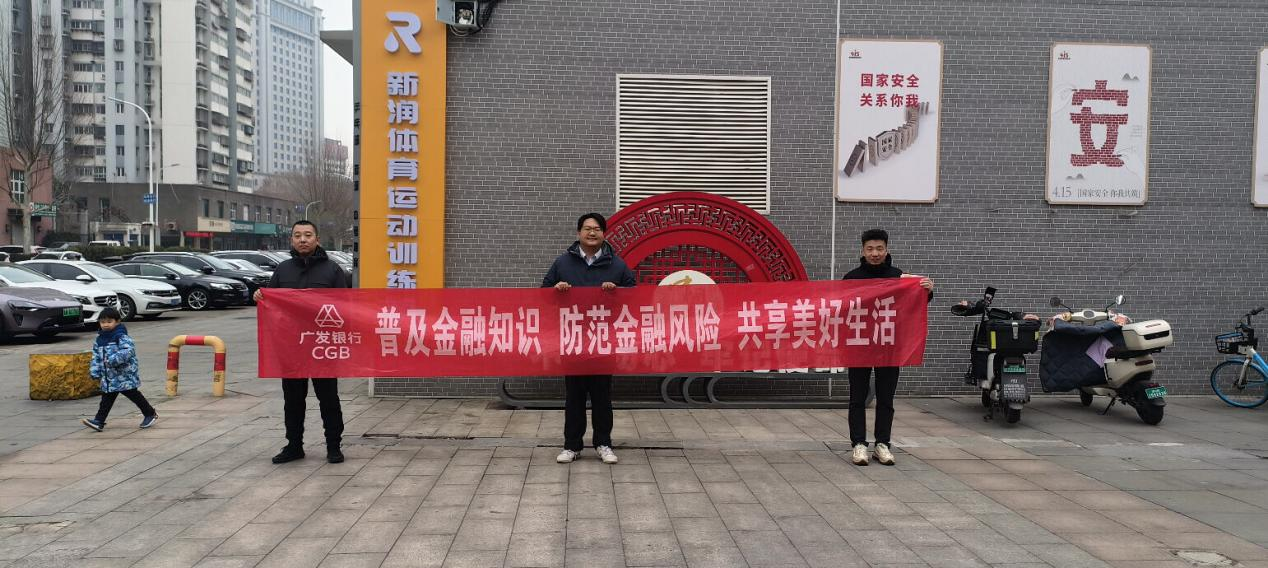 新润体育运动训练
国家安全
关系你我
安
4.15 国家安全 你我共筑
广发银行
CGB
普及金融知识 防范金融风险 共享美好生活